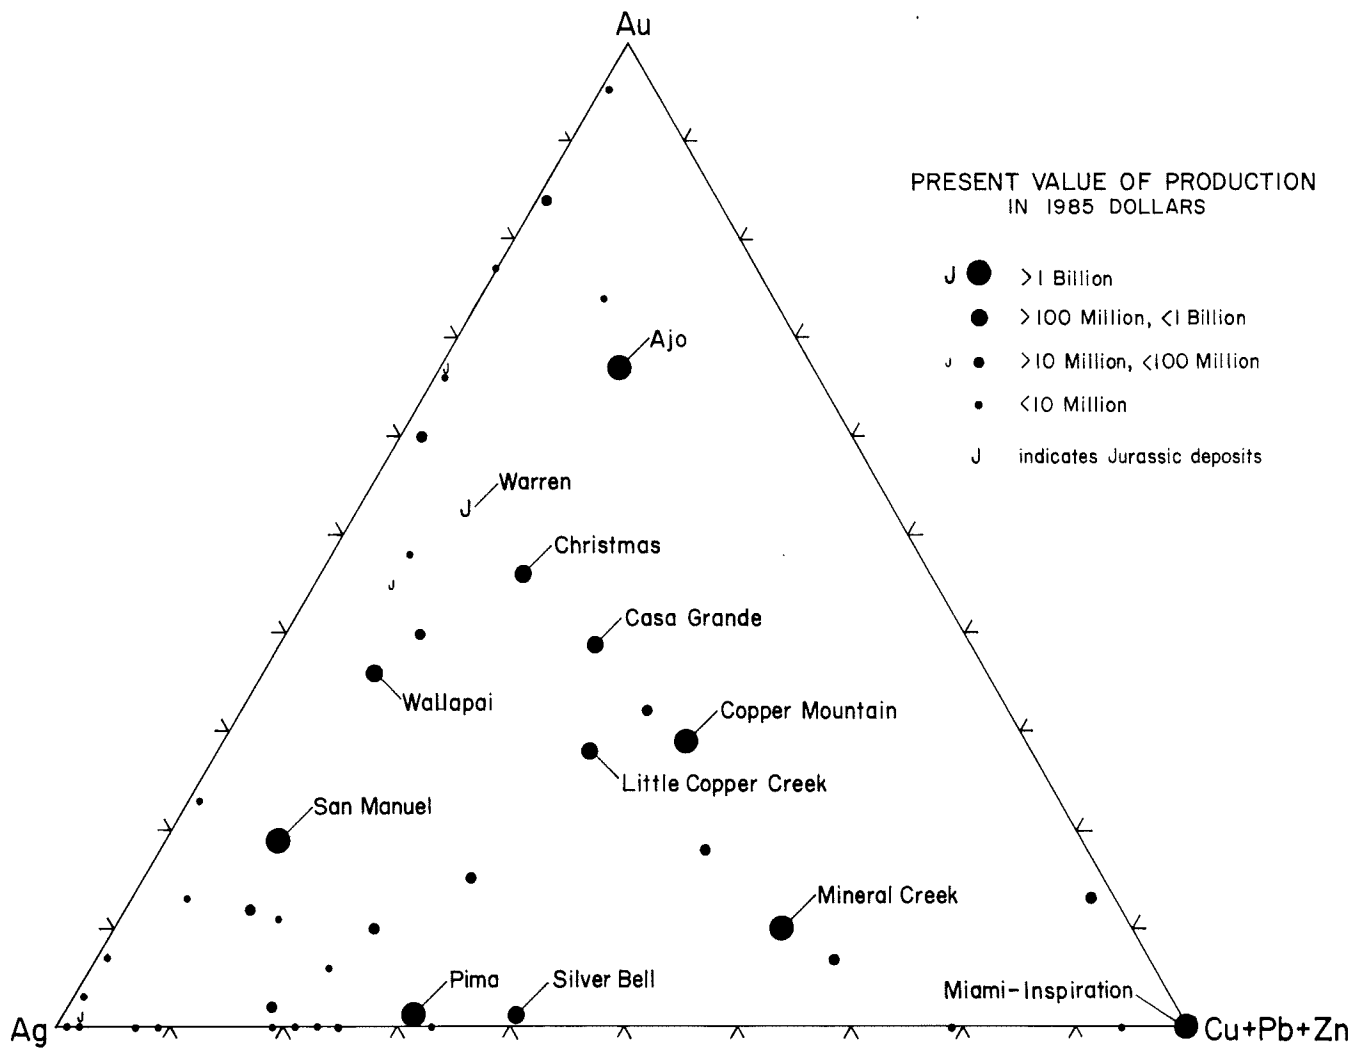 Au
PRESENT VALUE OF PRODUCTION
IN 1985 DOLLARS
J >1 Billion
>100 Million, <1 Billion
J >10 Million, <100 Million
<10 Million
J indicates Jurassic deposits
Ajo
J
Warren
J
Christmas
J
Casa Grande
Wallapai
Copper Mountain
Little Copper Creek
San Manuel
Mineral Creek
Pima
Silver Bell
Miami-Inspiration
J
Ag
Cu+Pb+Zn